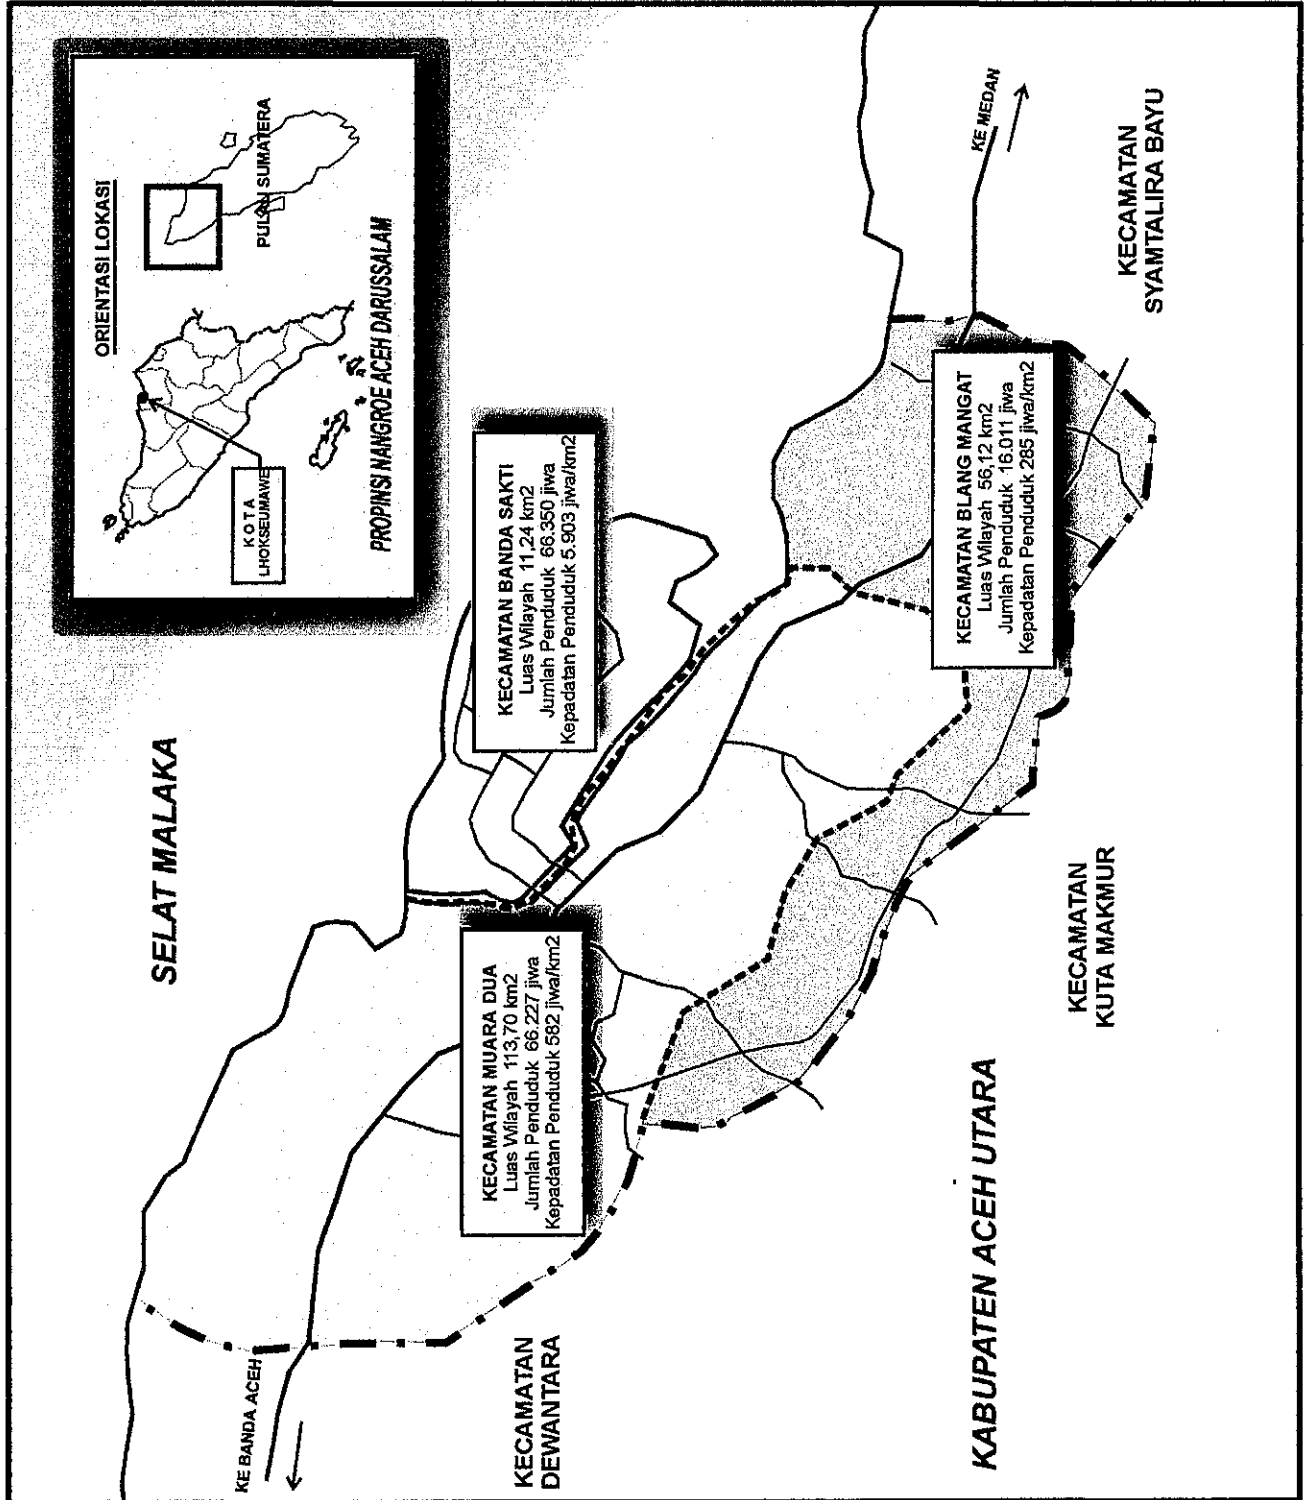 ORIENTASI LOKASI
PULAU SUMATERA
KOTA
LHOKSEUMAWE
PROPINSI NANGROE ACEH DARUSSALAM
SELAT MALAKA
KECAMATAN BANDA SAKTI
Luas Wilayah 11,24 km2
Jumlah Penduduk 66.350 jiwa
Kepadatan Penduduk 5.903 jiwa/km2
KECAMATAN MUARA DUA
Luas Wilayah 113,70 km2
Jumlah Penduduk 66.227 jiwa
Kepadatan Penduduk 582 jiwa/km2
KECAMATAN BLANG MANGAT
Luas Wilayah 56,12 km2
Jumlah Penduduk 16.011 jiwa
Kepadatan Penduduk 285 jiwa/km2
KE BANDA ACEH
KE MEDAN
KECAMATAN
DEWANTARA
KECAMATAN
KUTA MAKMUR
KECAMATAN
SYAMTALIRA BAYU
KABUPATEN ACEH UTARA